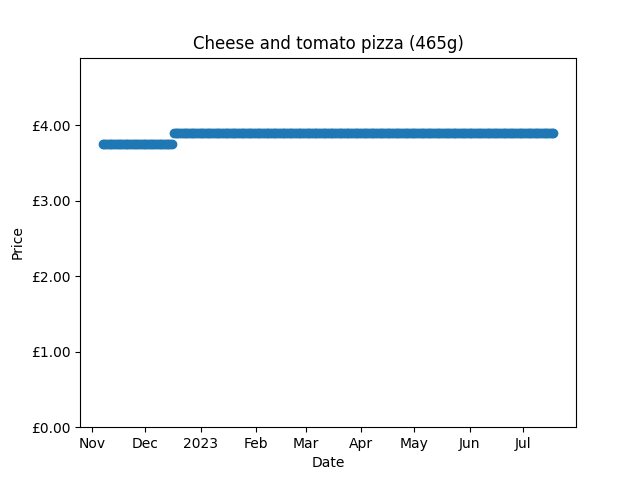 Cheese and tomato pizza (465g)
£4.00
£3.00
£2.00
£1.00
£0.00
Price
Nov Dec 2023 Feb Mar Apr May Jun Jul
Date